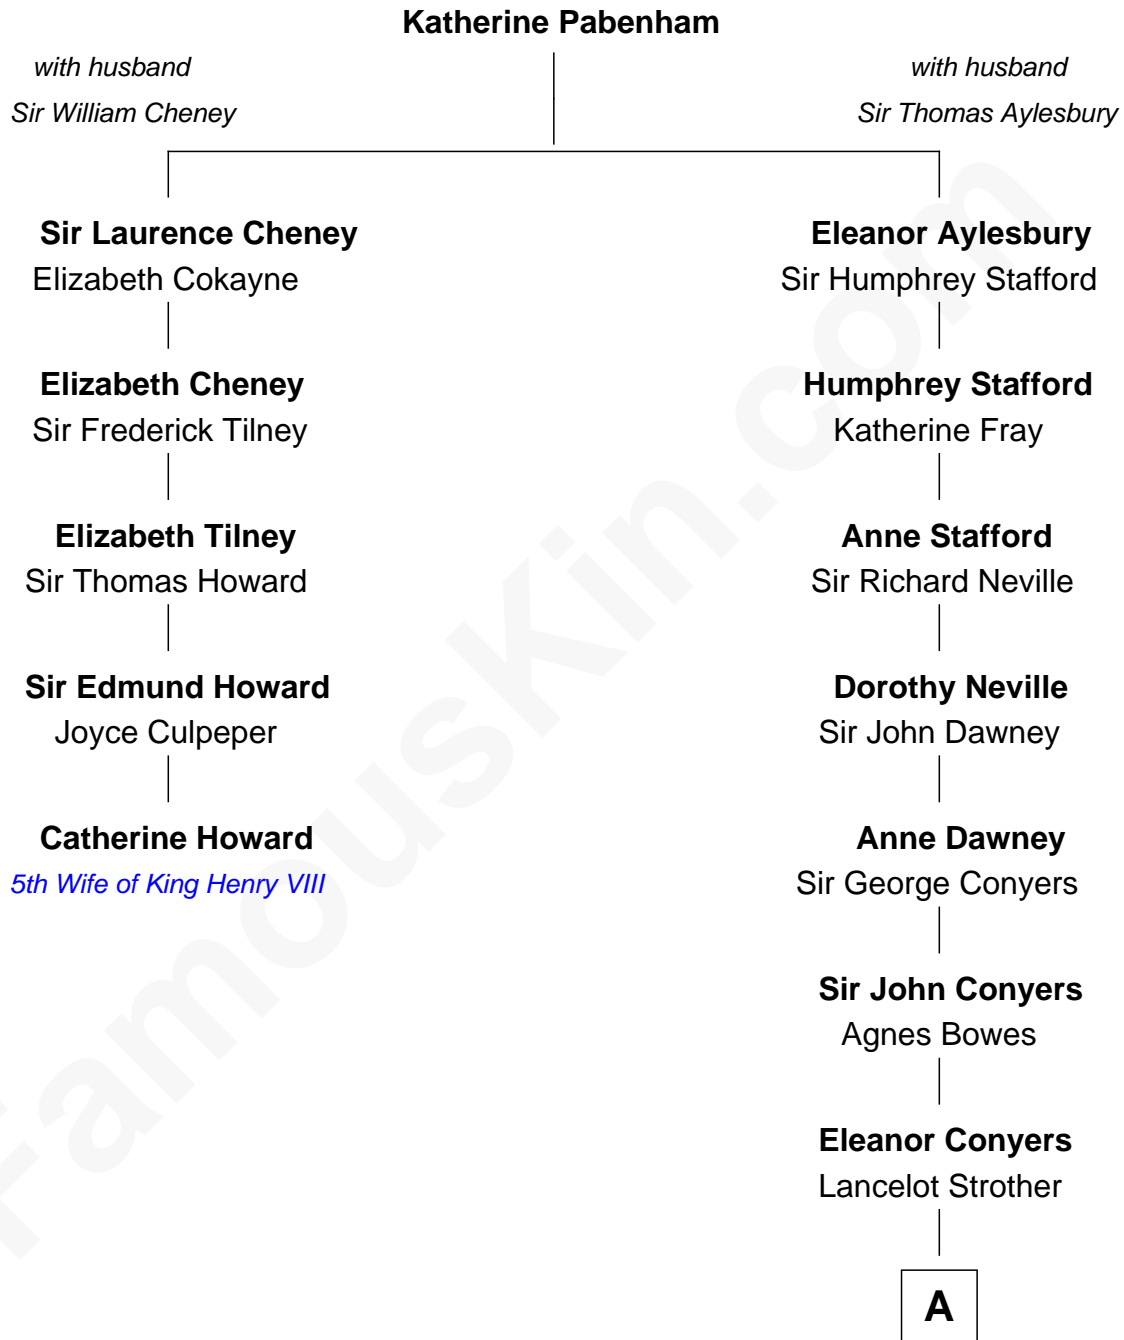 Katherine Pabenham
with husband
Sir William Cheney
with husband
Sir Thomas Aylesbury
Sir Laurence Cheney
Elizabeth Cokayne
Elizabeth Cheney
Sir Frederick Tilney
Elizabeth Tilney
Sir Thomas Howard
Sir Edmund Howard
Joyce Culpeper
Catherine Howard
5th Wife of King Henry VIII
Eleanor Aylesbury
Sir Humphrey Stafford
Humphrey Stafford
Katherine Fray
Anne Stafford
Sir Richard Neville
Dorothy Neville
Sir John Dawney
Anne Dawney
Sir George Conyers
Sir John Conyers
Agnes Bowes
Eleanor Conyers
Lancelot Strother
A
FamousKin.com